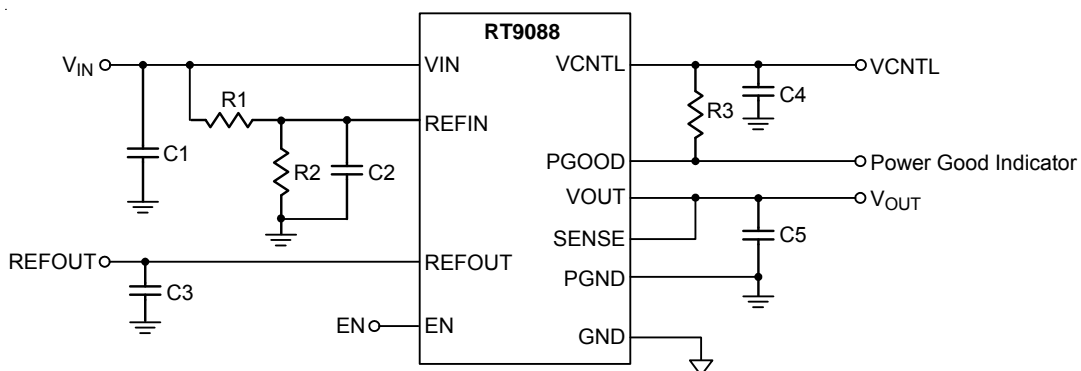 RT9088
VIN
VIN
VCNTL
VCNTL
R1
R3
C4
REFIN
C1
R2
C2
PGOOD
Power Good Indicator
VOUT
VOUT
SENSE
C5
REFOUT
REFOUT
PGND
C3
EN
EN
GND